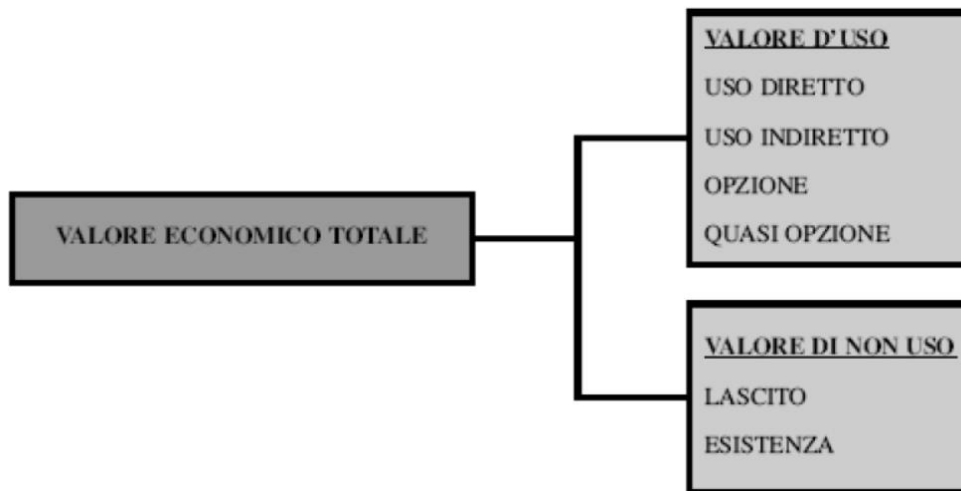 VALORE ECONOMICO TOTALE
VALORE D'USO
USO DIRETTO
USO INDIRETTO
OPZIONE
QUASI OPZIONE
VALORE DI NON USO
LASCITO
ESISTENZA